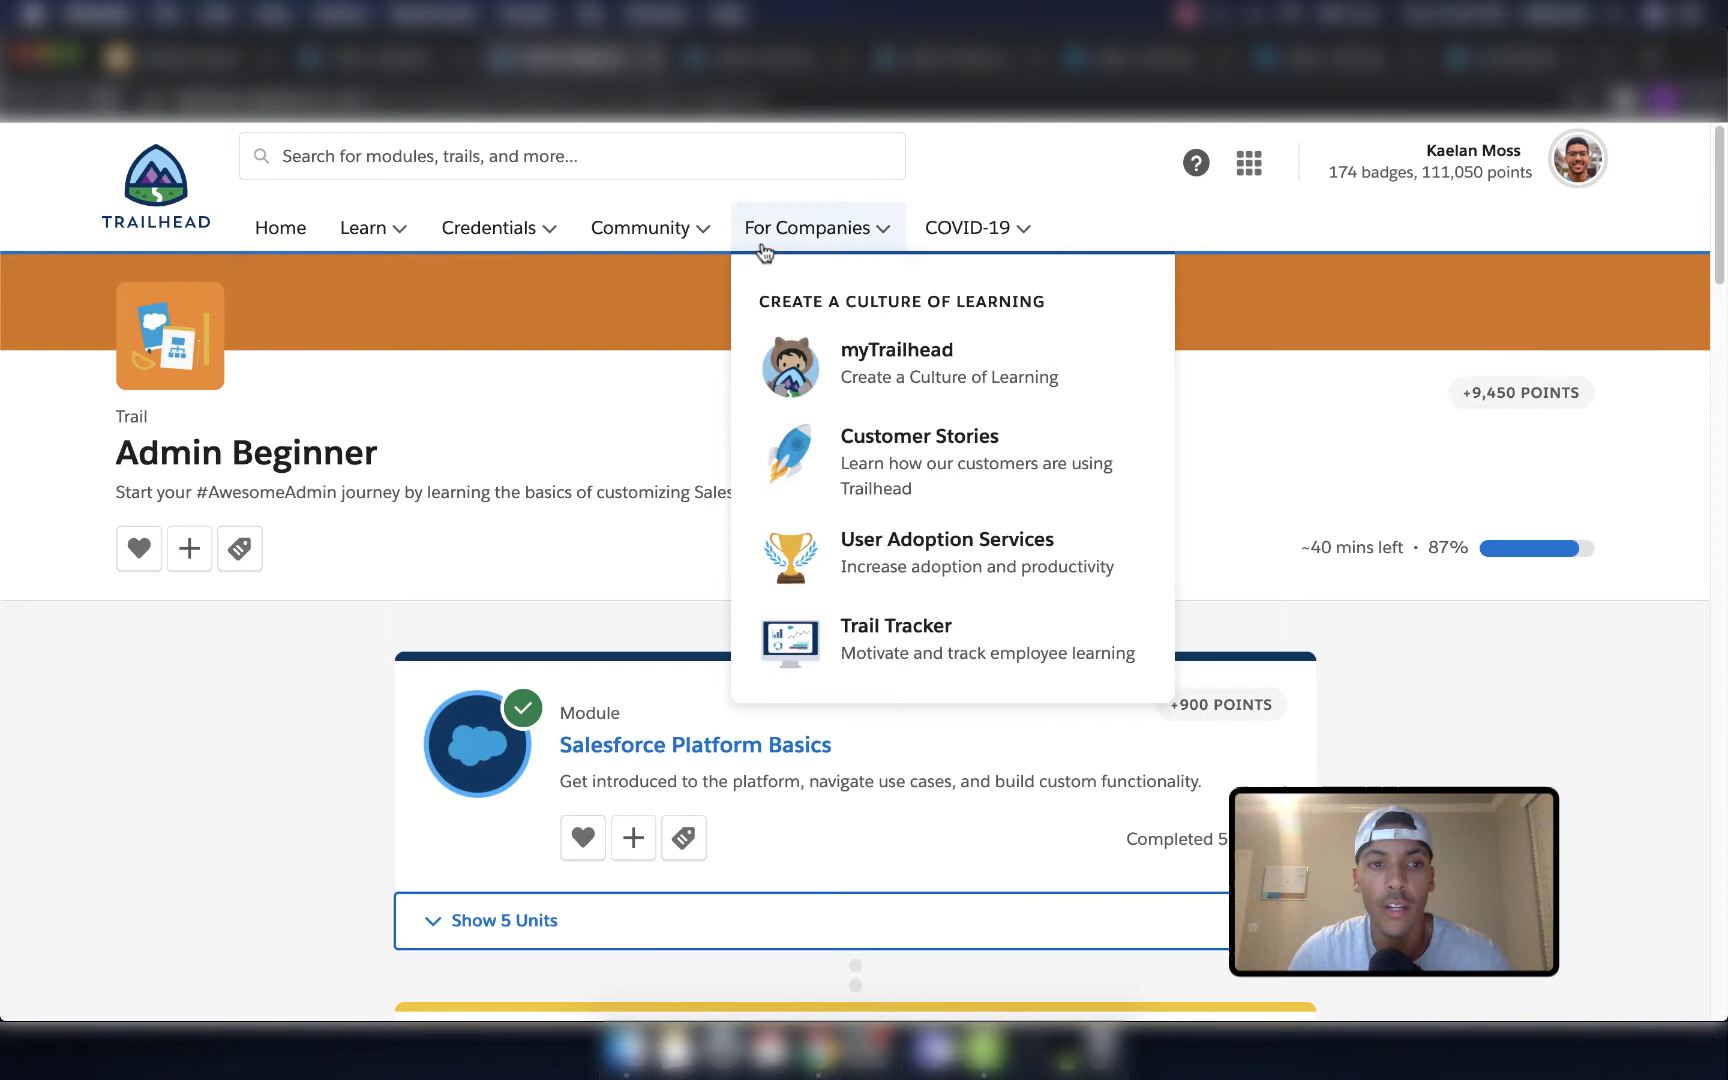 Search for modules, trails, and more...
Kaelan Moss
174 badges, 111,050 points
TRAILHEAD
Home
Learn
Credentials
Community
For Companies
COVID-19
CREATE A CULTURE OF LEARNING
myTrailhead
Create a Culture of Learning
Customer Stories
Learn how our customers are using
Trailhead
User Adoption Services
Increase adoption and productivity
Trail Tracker
Motivate and track employee learning
+9,450 POINTS
Trail
Admin Beginner
Start your #AwesomeAdmin journey by learning the basics of customizing
~40 mins left • 87%
+900 POINTS
Module
Salesforce Platform Basics
Get introduced to the platform, navigate use cases, and build custom functionality.
Completed 5
Show 5 Units